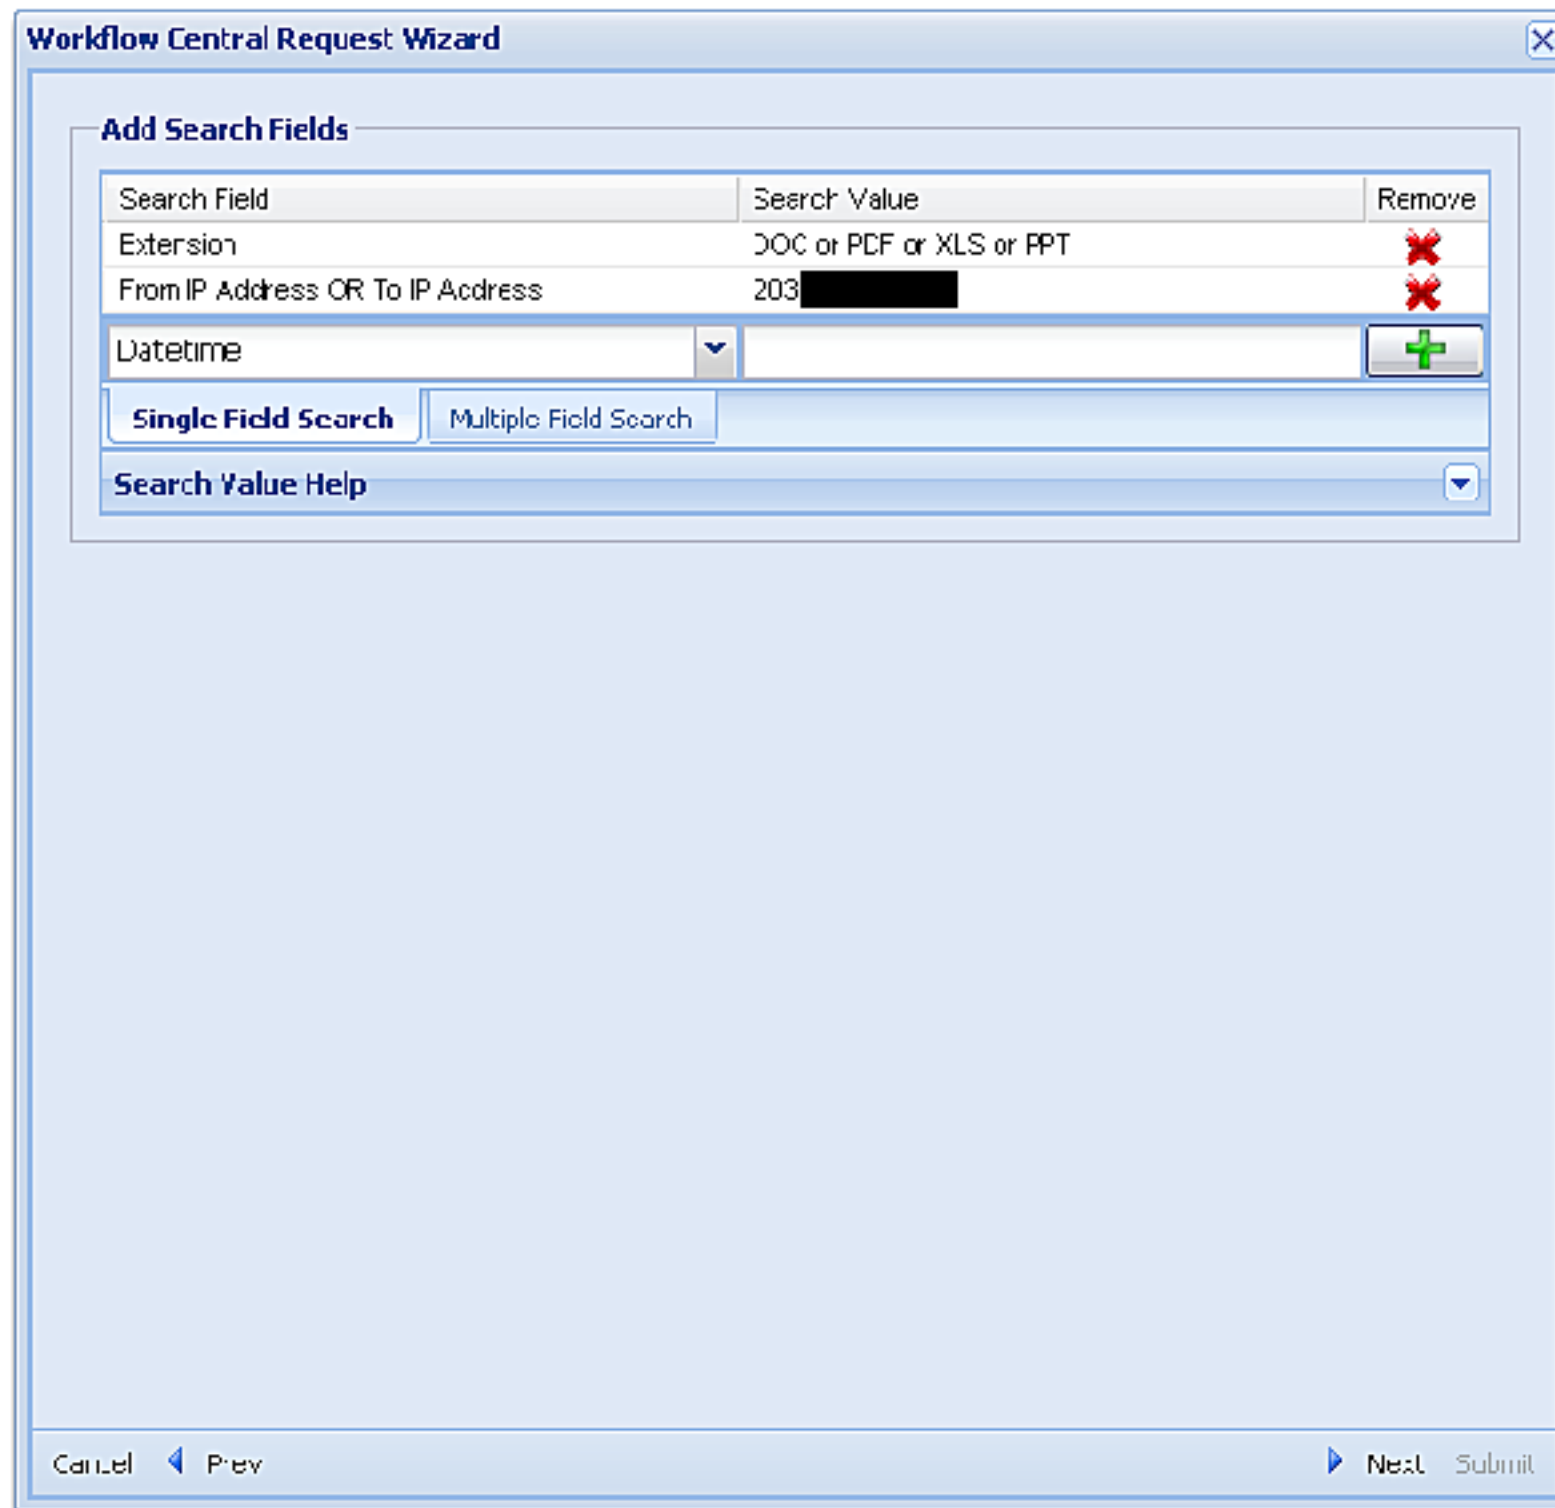 Workflow Central Request Wizard
Add Search Fields
Search Field Search Value Remove
Extension DOC or PDF or XLS or PPT
From IP Address OR To IP Address 203
Datetime
Single Field Search Multiple Field Search
Search Value Help
Cancel Prev Next Submit